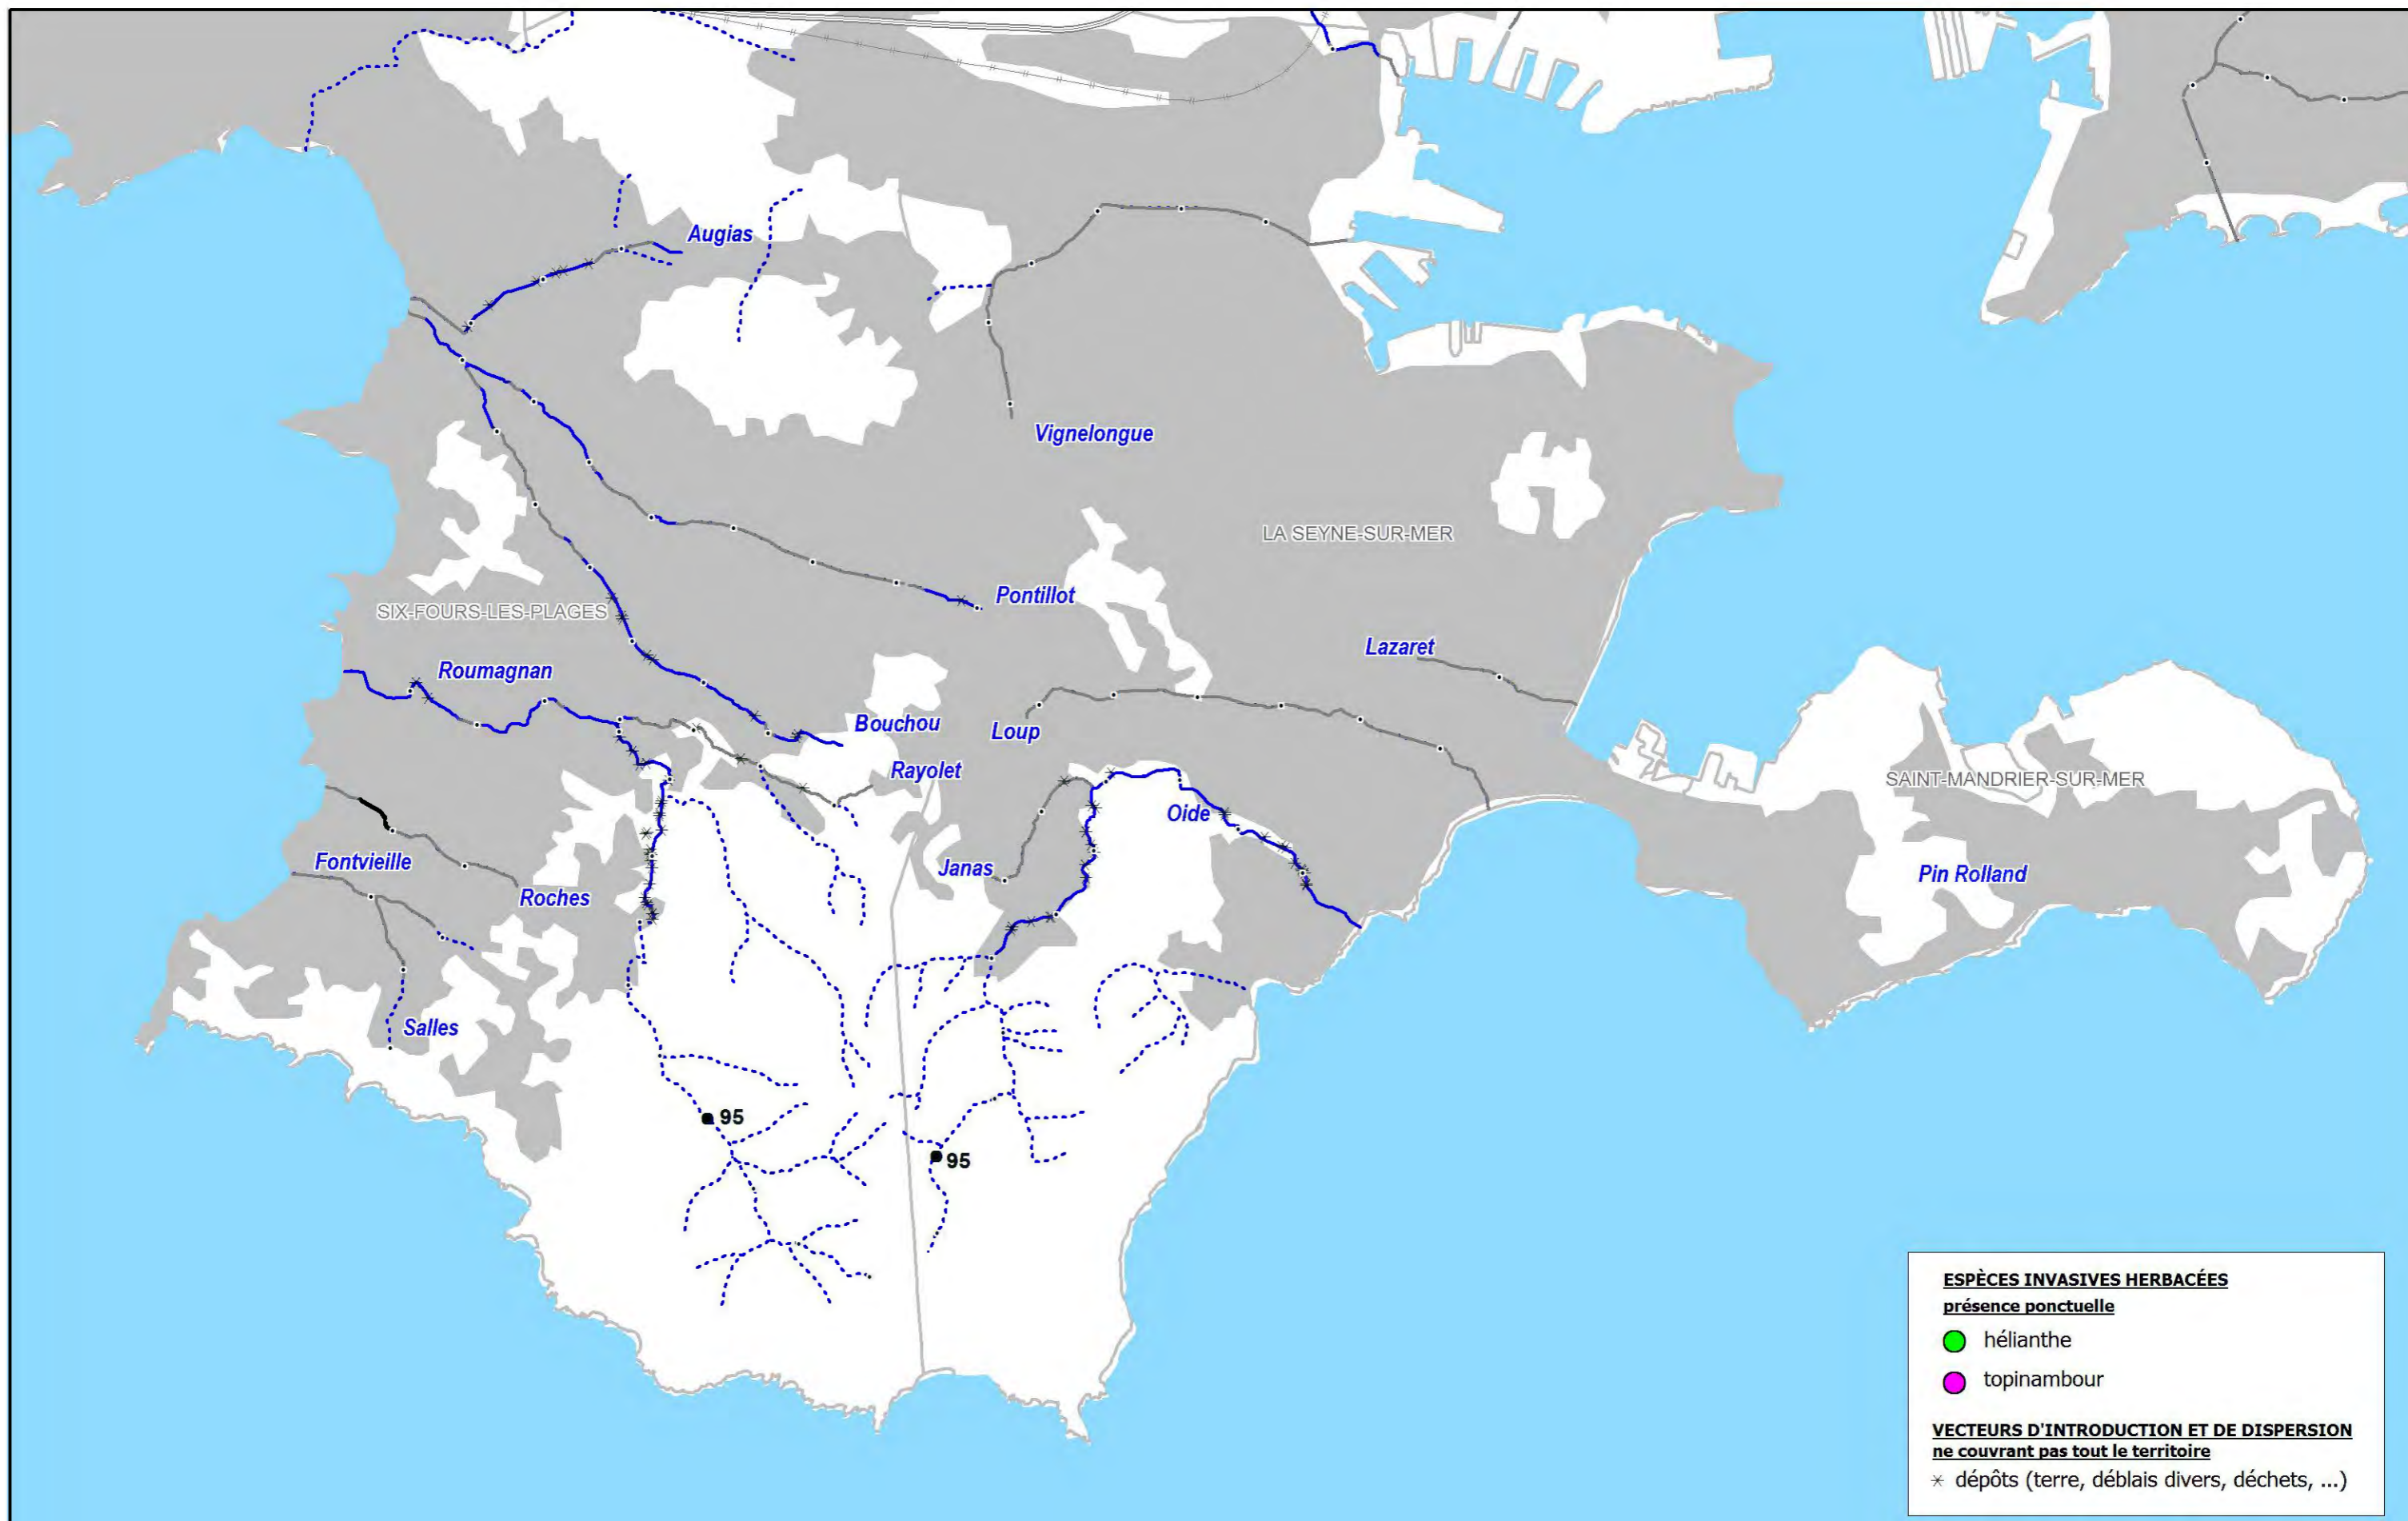 Augias
Vignelongue
LA SEYNE-SUR-MER
Pontillot
SIX-FOURS-LES-PLAGES
Lazaret
Roumagnan
Bouchou
Loup
Rayolet
SAINT-MANDRIER-SUR-MER
Oide
Fontvieille
Janas
Pin Rolland
Roches
Salles
95
95
ESPÈCES INVASIVES HERBACÉES
présence ponctuelle
hélianthe
topinambour
VECTEURS D'INTRODUCTION ET DE DISPERSION
ne couvrant pas tout le territoire
dépôts (terre, déblais divers, déchets, ...)